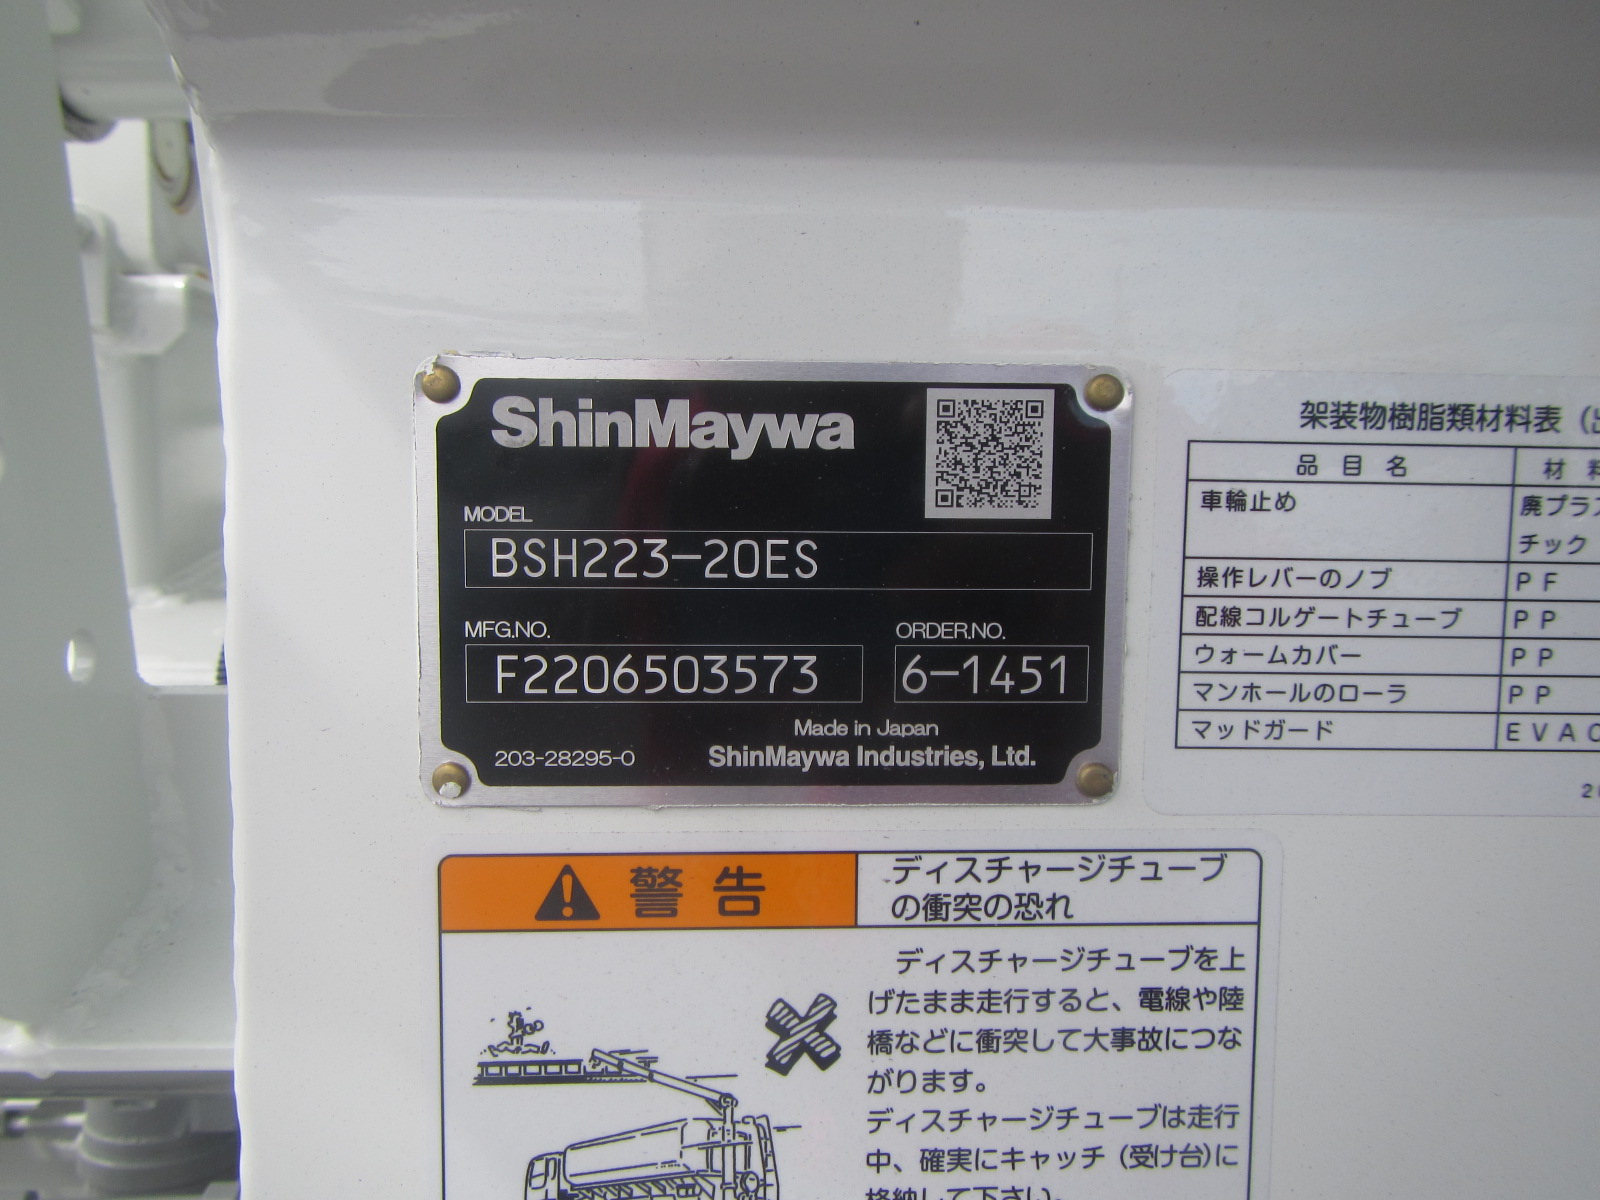 ShinMaywa
MODEL
BSH223-20ES
MFG.NO.
ORDER.NO.
F2206503573
6-1451
Made in Japan
203-28295-0
ShinMaywa Industries, Ltd.
架装物樹脂類材料表(
品目名
材
車輪止め
廃プラ
チック
操作レバーのノブ
PF
配線コルゲートチューブ
PP
ウォームカバー
PP
マンホールのローラ
PP
マッドガード
EVAC
警告
ディスチャージチューブ
の衝突の恐れ
ディスチャージチューブを上
げたまま走行すると、電線や陸
橋などに衝突して大事故につな
がります。
ディスチャージチューブは走行
中、確実にキャッチ(受け台)に
格納して下さい。